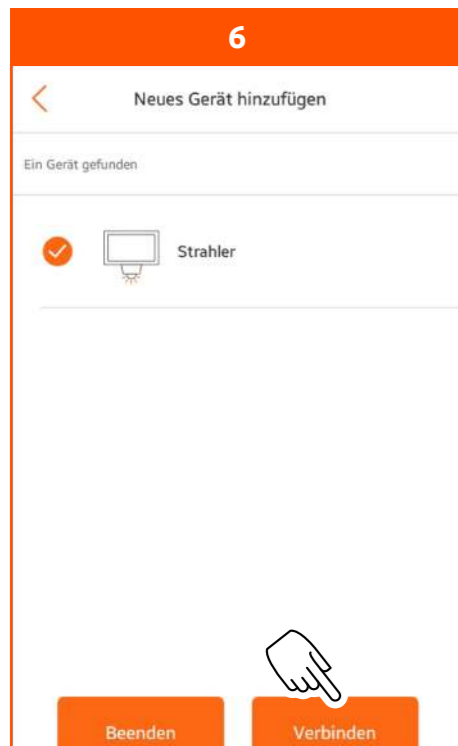 6
Neues Gerät hinzufügen
Ein Gerät gefunden
Strahler
Beenden Verbinden